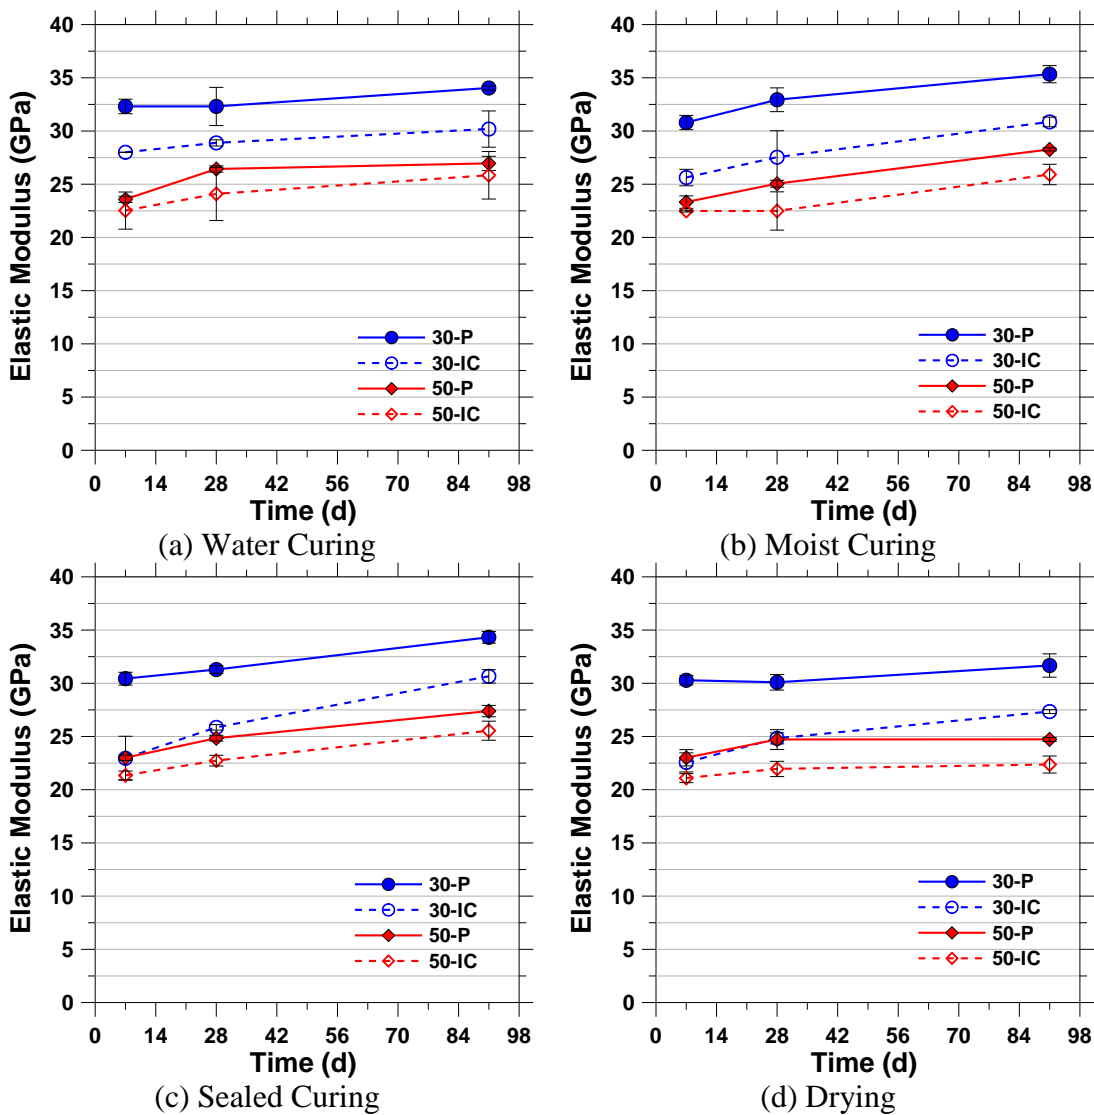 40
35
30
25
20
15
10
5
0
Elastic Modulus (GPa)
30-P
30-IC
50-P
50-IC
0 14 28 42 56 70 84 98
Time (d)
(a) Water Curing
40
35
30
25
20
15
10
5
0
Elastic Modulus (GPa)
30-P
30-IC
50-P
50-IC
0 14 28 42 56 70 84 98
Time (d)
(b) Moist Curing
40
35
30
25
20
15
10
5
0
Elastic Modulus (GPa)
30-P
30-IC
50-P
50-IC
0 14 28 42 56 70 84 98
Time (d)
(c) Sealed Curing
40
35
30
25
20
15
10
5
0
Elastic Modulus (GPa)
30-P
30-IC
50-P
50-IC
0 14 28 42 56 70 84 98
Time (d)
(d) Drying